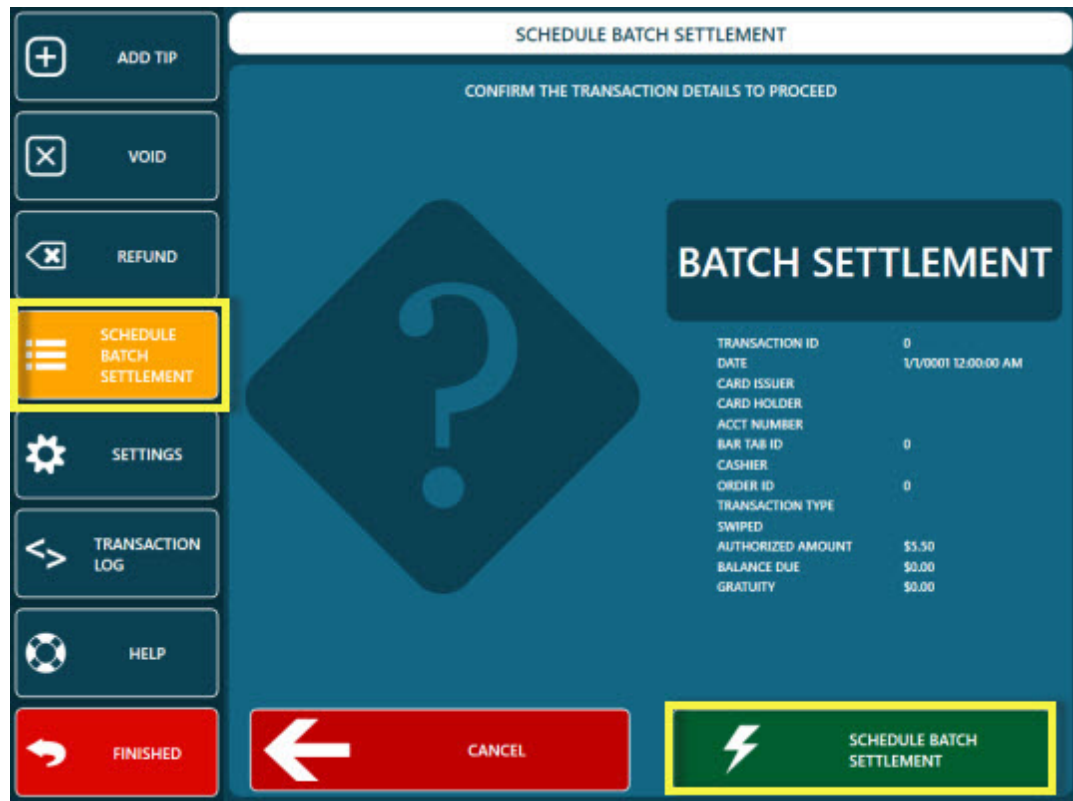 ADD TIP
VOID
REFUND
SCHEDULE
BATCH
SETTLEMENT
SETTINGS
TRANSACTION
LOG
HELP
FINISHED
SCHEDULE BATCH SETTLEMENT
CONFIRM THE TRANSACTION DETAILS TO PROCEED
?
BATCH SETTLEMENT
TRANSACTION ID 0
DATE 1/1/0001 12:00:00 AM
CARD ISSUER
CARD HOLDER
ACCT NUMBER
BAR TAB ID 0
CASHIER
ORDER ID 0
TRANSACTION TYPE
SWIPED
AUTHORIZED AMOUNT $5.50
BALANCE DUE $0.00
GRATUITY $0.00
CANCEL
SCHEDULE BATCH
SETTLEMENT